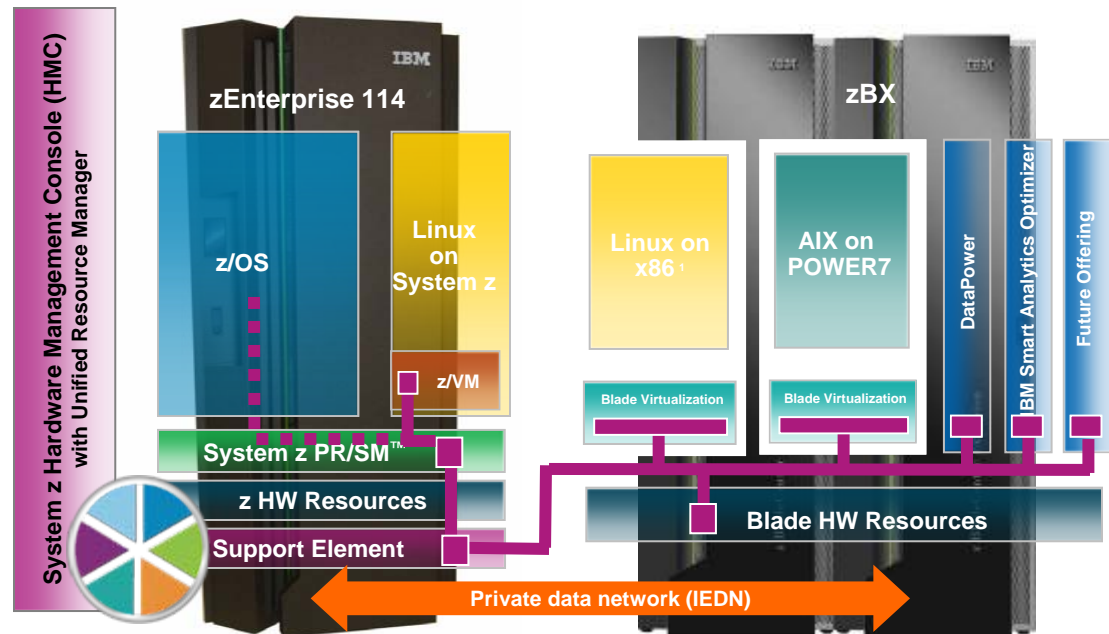 System z Hardware Management Console (HMC)
with Unified Resource Manager
IBM
zEnterprise 114
z/OS
Linux
on
System z
z/VM
System z PR/SM™
z HW Resources
Support Element
IBM
IBM
zBX
Linux on
x86 1
AIX on
POWER7
DataPower
IBM Smart Analytics Optimizer
Future Offering
Blade Virtualization
Blade Virtualization
Blade HW Resources
Private data network (IEDN)